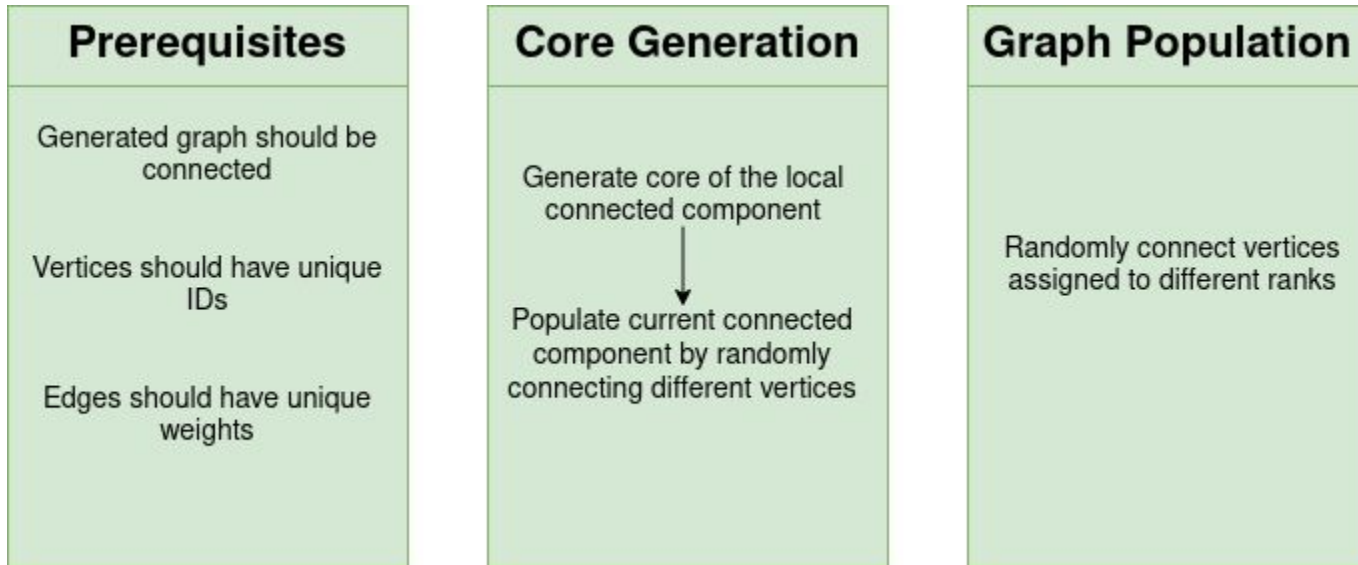 Prerequisites
Generated graph should be
connected
Vertices should have unique
IDs
Edges should have unique
weights
Core Generation
Generate core of the local
connected component
Populate current connected
component by randomly
connecting different vertices
Graph Population
Randomly connect vertices
assigned to different ranks